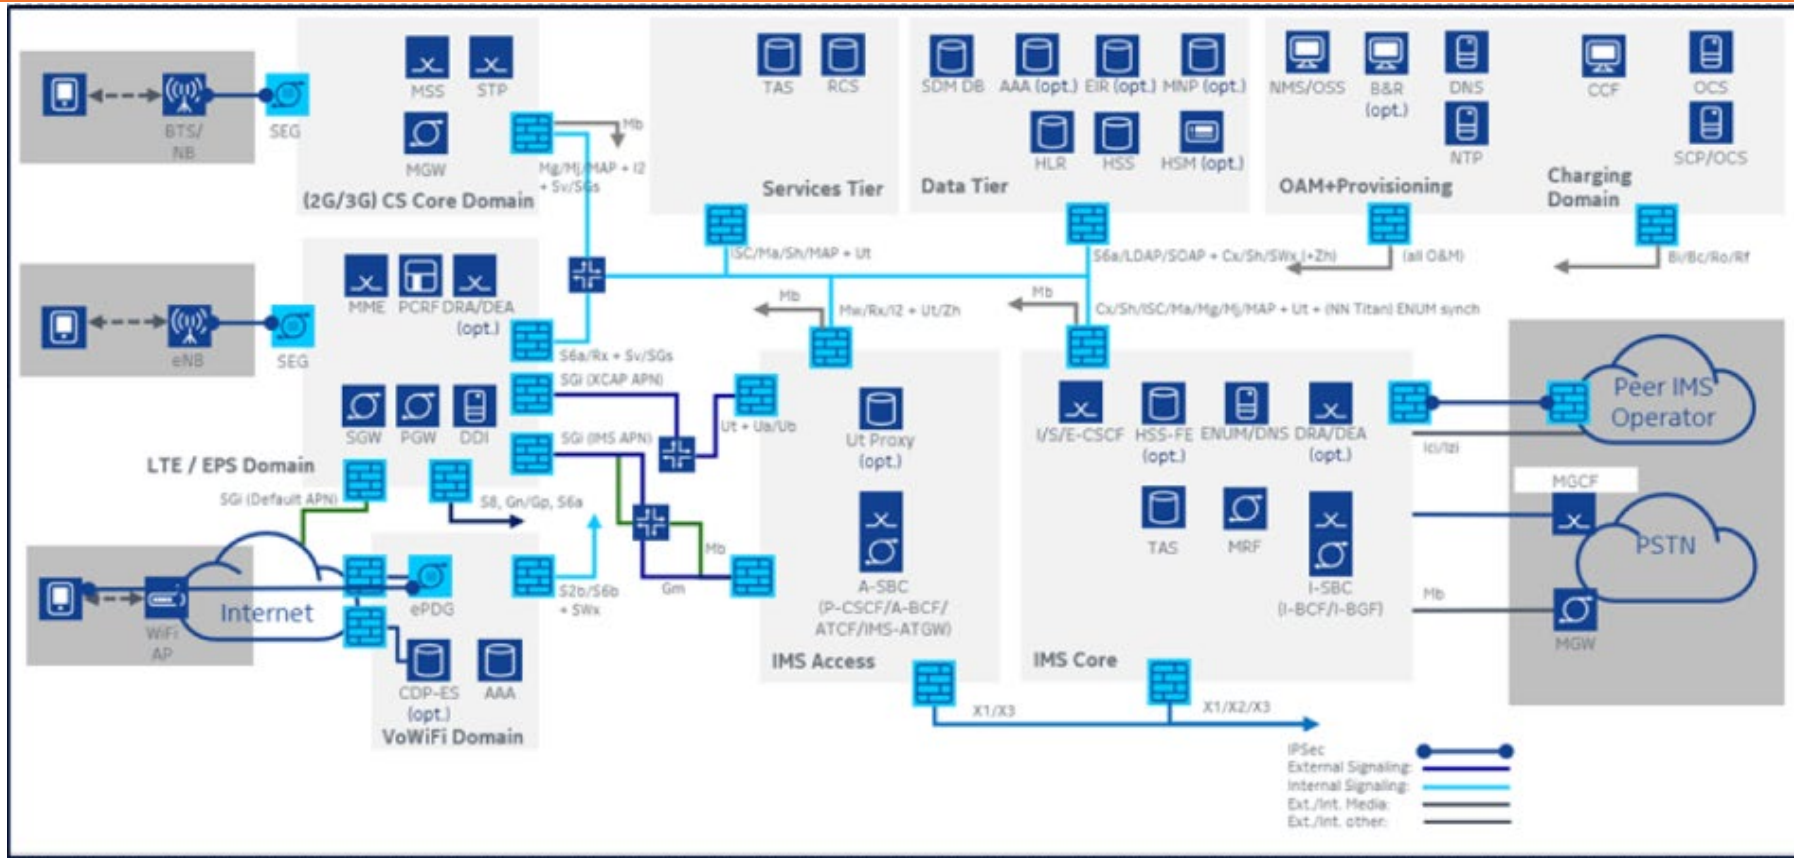 BTS/
NB
SEG
MSS
STP
MGW
(2G/3G) CS Core Domain
Mb
Mg/Mj/MAP + I2
+ Sv/SGs
TAS
RCS
Services Tier
ISC/Ma/Sh/MAP + Ut
SDM DB
AAA (opt.)
EIR (opt.)
MNP (opt.)
HLR
HSS
HSM (opt.)
Data Tier
S6a/LDAP/SOAP + Cx/Sh/SWx (+Zh)
NMS/OSS
B&R
(opt.)
DNS
NTP
OAM+Provisioning
(all O&M)
CCF
OCS
SCP/OCS
Charging
Domain
Bi/Bc/Ro/Rf
eNB
SEG
MME
PCRF
DRA/DEA
(opt.)
S6a/Rx + Sv/SGs
SGi (XCAP APN)
SGW
PGW
DDI
SGi (IMS APN)
LTE / EPS Domain
SGi (Default APN)
S8, Gn/Gp, S6a
Ut + Ua/Ub
Mb
Gm
Mb
Mw/Rx/I2 + Ut/Zh
Mb
Cx/Sh/ISC/Ma/Mg/Mj/MAP + Ut + (NN Titan) ENUM synch
Ut Proxy
(opt.)
A-SBC
(P-CSCF/A-BCF/
ATCF/IMS-ATGW)
IMS Access
I/S/E-CSCF
HSS-FE
(opt.)
ENUM/DNS
DRA/DEA
(opt.)
TAS
MRF
I-SBC
(I-BCF/I-BGF)
IMS Core
Peer IMS
Operator
Ici/Izi
MGCF
PSTN
Mb
MGW
WiFi
AP
Internet
ePDG
S2b/S6b
+ SWx
CDP-ES
(opt.)
AAA
VoWiFi Domain
X1/X3
X1/X2/X3
IPSec
External Signaling:
Internal Signaling:
Ext./Int. Media:
Ext./Int. other: